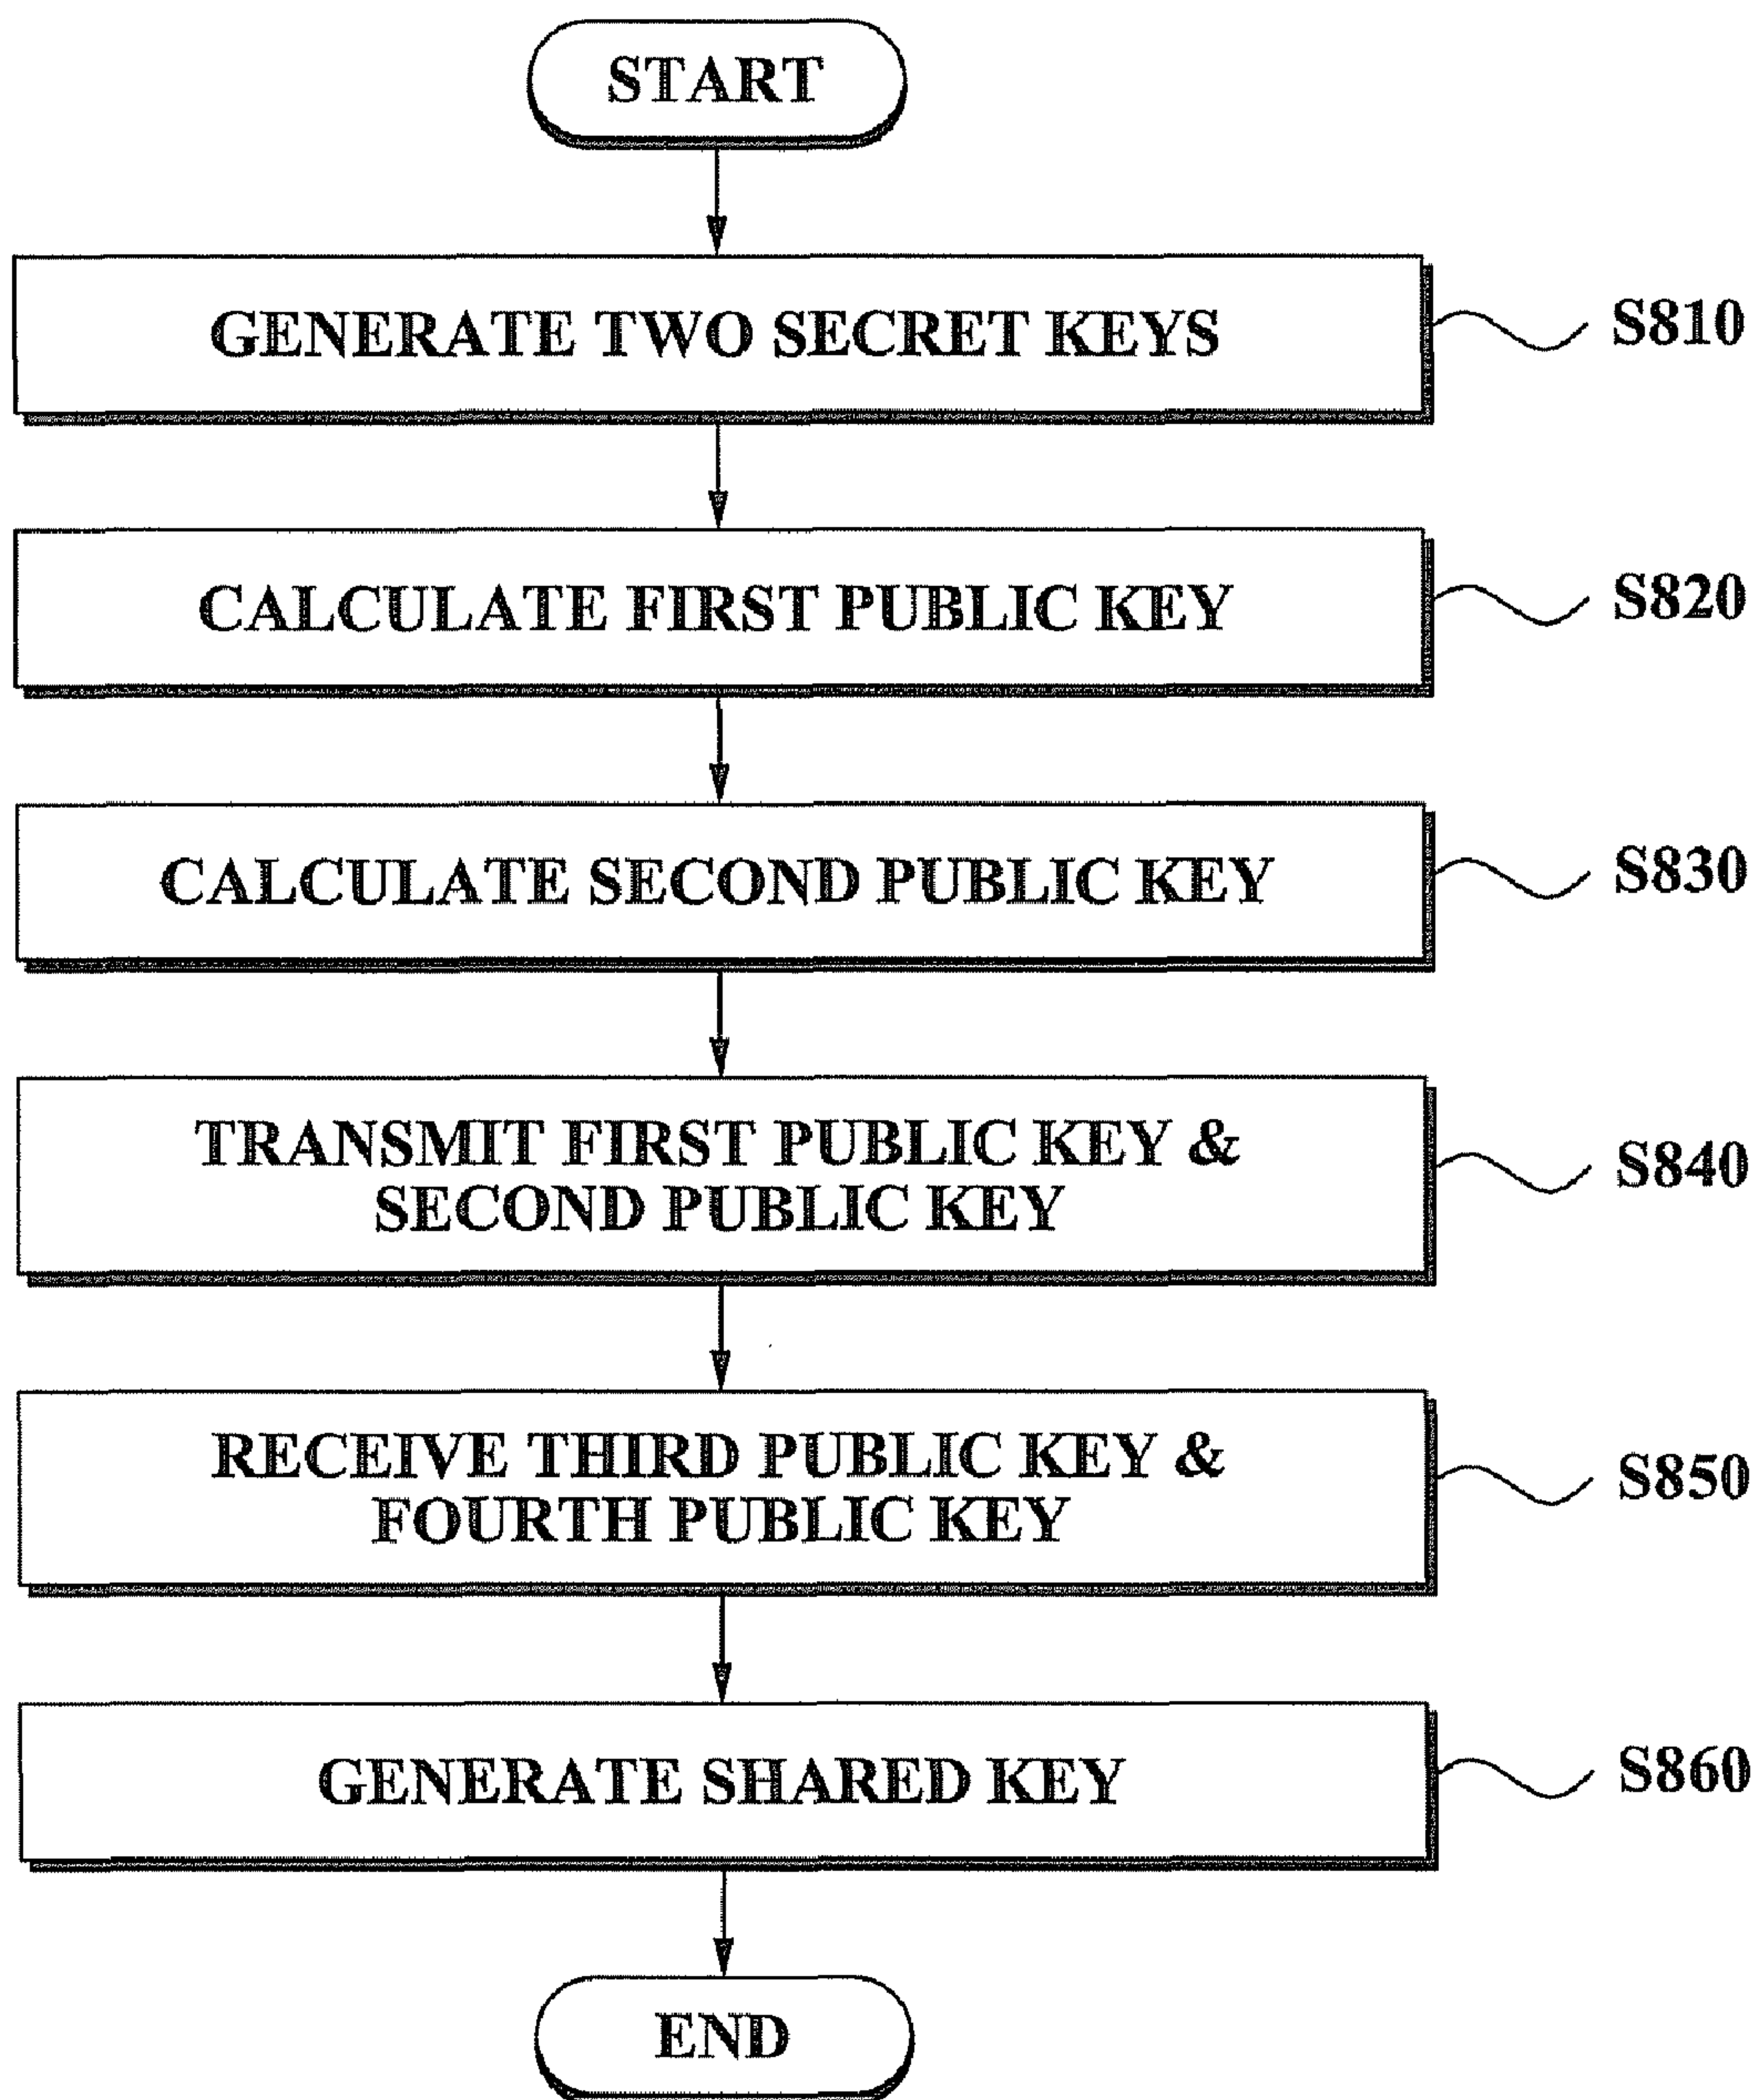 START
GENERATE TWO SECRET KEYS
S810
CALCULATE FIRST PUBLIC KEY
S820
CALCULATE SECOND PUBLIC KEY
S830
TRANSMIT FIRST PUBLIC KEY &
SECOND PUBLIC KEY
S840
RECEIVE THIRD PUBLIC KEY &
FOURTH PUBLIC KEY
S850
GENERATE SHARED KEY
S860
END